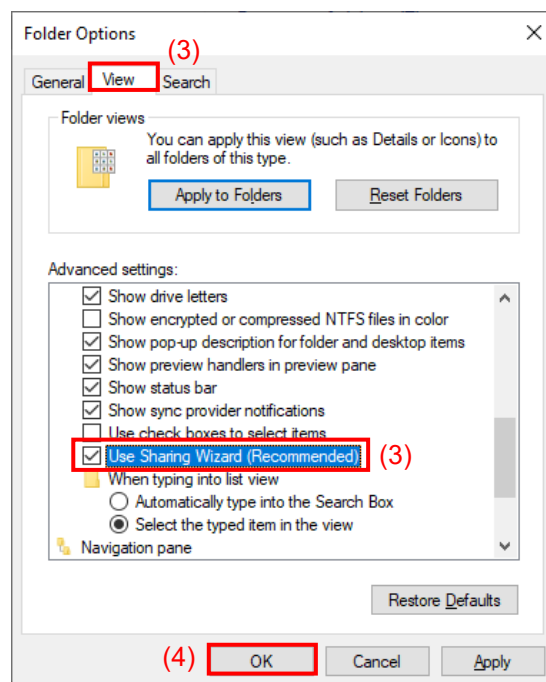 Folder Options
(3)
General View Search
Folder views
You can apply this view (such as Details or Icons) to
all folders of this type.
Apply to Folders Reset Folders
Advanced settings:
Show drive letters
Show encrypted or compressed NTFS files in color
Show pop-up description for folder and desktop items
Show preview handlers in preview pane
Show status bar
Show sync provider notifications
Use check boxes to select items
Use Sharing Wizard (Recommended) (3)
When typing into list view
Automatically type into the Search Box
Select the typed item in the view
Navigation pane
Restore Defaults
(4) OK Cancel Apply